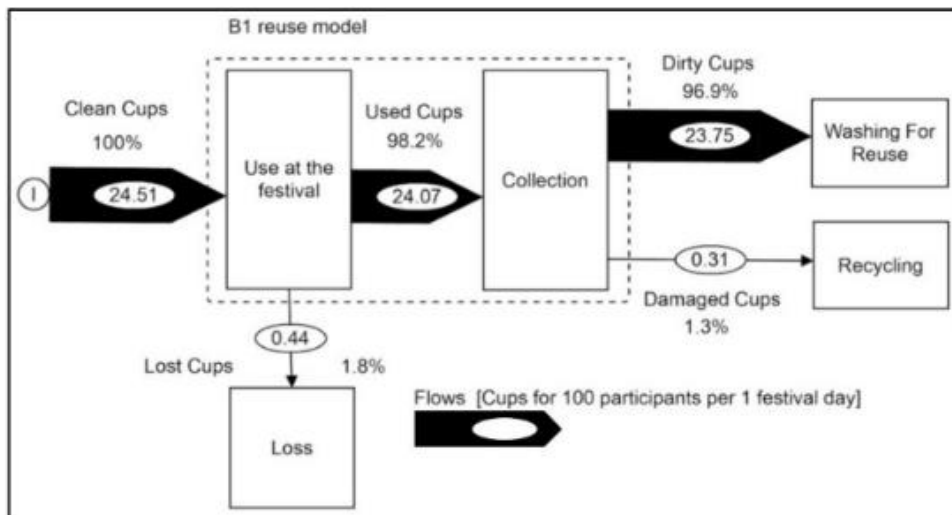 B1 reuse model
Clean Cups
100%
I
24.51
Use at the
festival
Used Cups
98.2%
24.07
Collection
Dirty Cups
96.9%
23.75
Washing For
Reuse
0.31
Damaged Cups
1.3%
Recycling
0.44
Lost Cups
1.8%
Loss
Flows [Cups for 100 participants per 1 festival day]